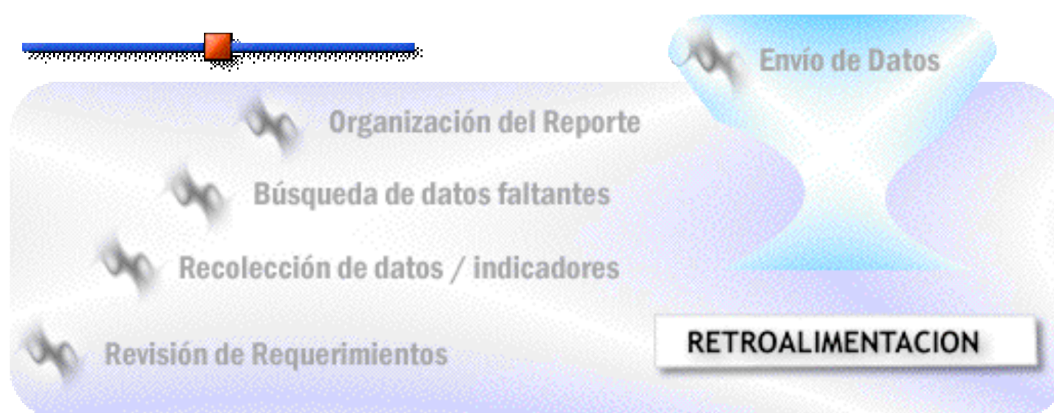 Envío de Datos
Organización del Reporte
Búsqueda de datos faltantes
Recolección de datos / indicadores
Revisión de Requerimientos
RETROALIMENTACION